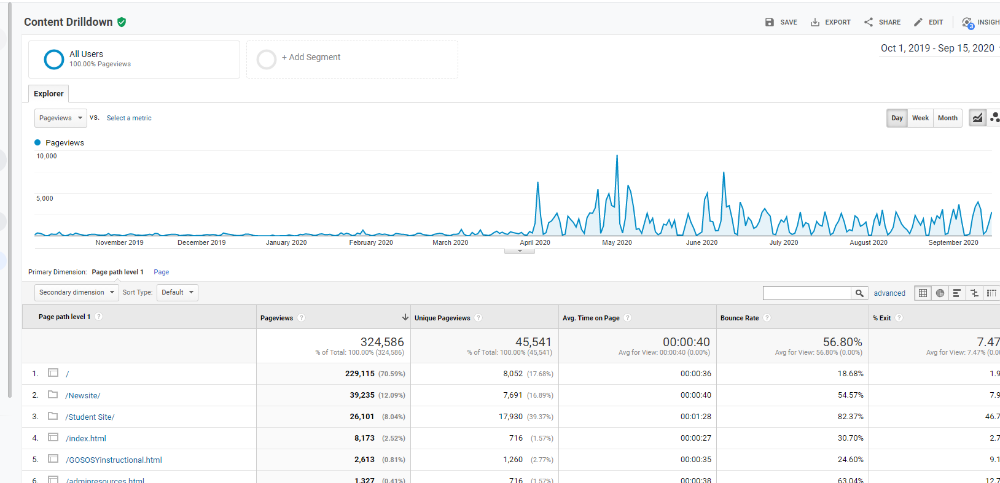 Content Drilldown
SAVE EXPORT SHARE EDIT 3 INSIGH
All Users
100.00% Pageviews
+ Add Segment
Oct 1, 2019 - Sep 15, 2020
Explorer
Pageviews VS. Select a metric
Day Week Month
Pageviews
10,000
5,000
November 2019 December 2019 January 2020 February 2020 March 2020 April 2020 May 2020 June 2020 July 2020 August 2020 September 2020
Primary Dimension: Page path level 1 Page
Secondary dimension Sort Type: Default
advanced
Page path level 1 ? Pageviews ? Unique Pageviews ? Avg. Time on Page ? Bounce Rate ? % Exit ?
324,586 45,541 00:00:40 56.80% 7.47
% of Total: 100.00% (324,586) % of Total: 100.00% (45,541) Avg for View: 00:00:40 (0.00%) Avg for View: 56.80% (0.00%) Avg for View: 7.47% (0.0
1. / 229,115 (70.59%) 8,052 (17.68%) 00:00:36 18.68% 1.9
2. /Newsite/ 39,235 (12.09%) 7,691 (16.89%) 00:00:40 54.57% 7.9
3. /Student Site/ 26,101 (8.04%) 17,930 (39.37%) 00:01:28 82.37% 46.7
4. /index.html 8,173 (2.52%) 716 (1.57%) 00:00:27 30.70% 2.7
5. /GOSOSYinstructional.html 2,613 (0.81%) 1,260 (2.77%) 00:00:35 24.60% 9.1
6. /adminresources.html 1,327 (0.41%) 716 (1.57%) 00:00:38 63.04% 12.7